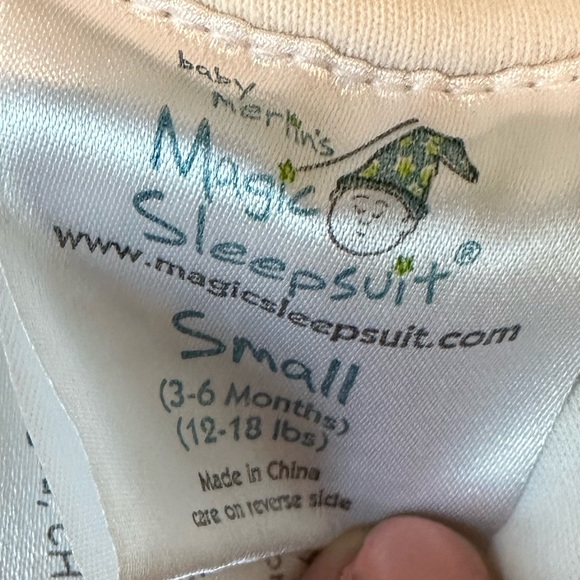 baby
merlin's
Magic
Sleepsuit®
www.magicsleepsuit.com
Small
(3-6 Months)
(12-18 lbs)
Made in China
care on reverse side